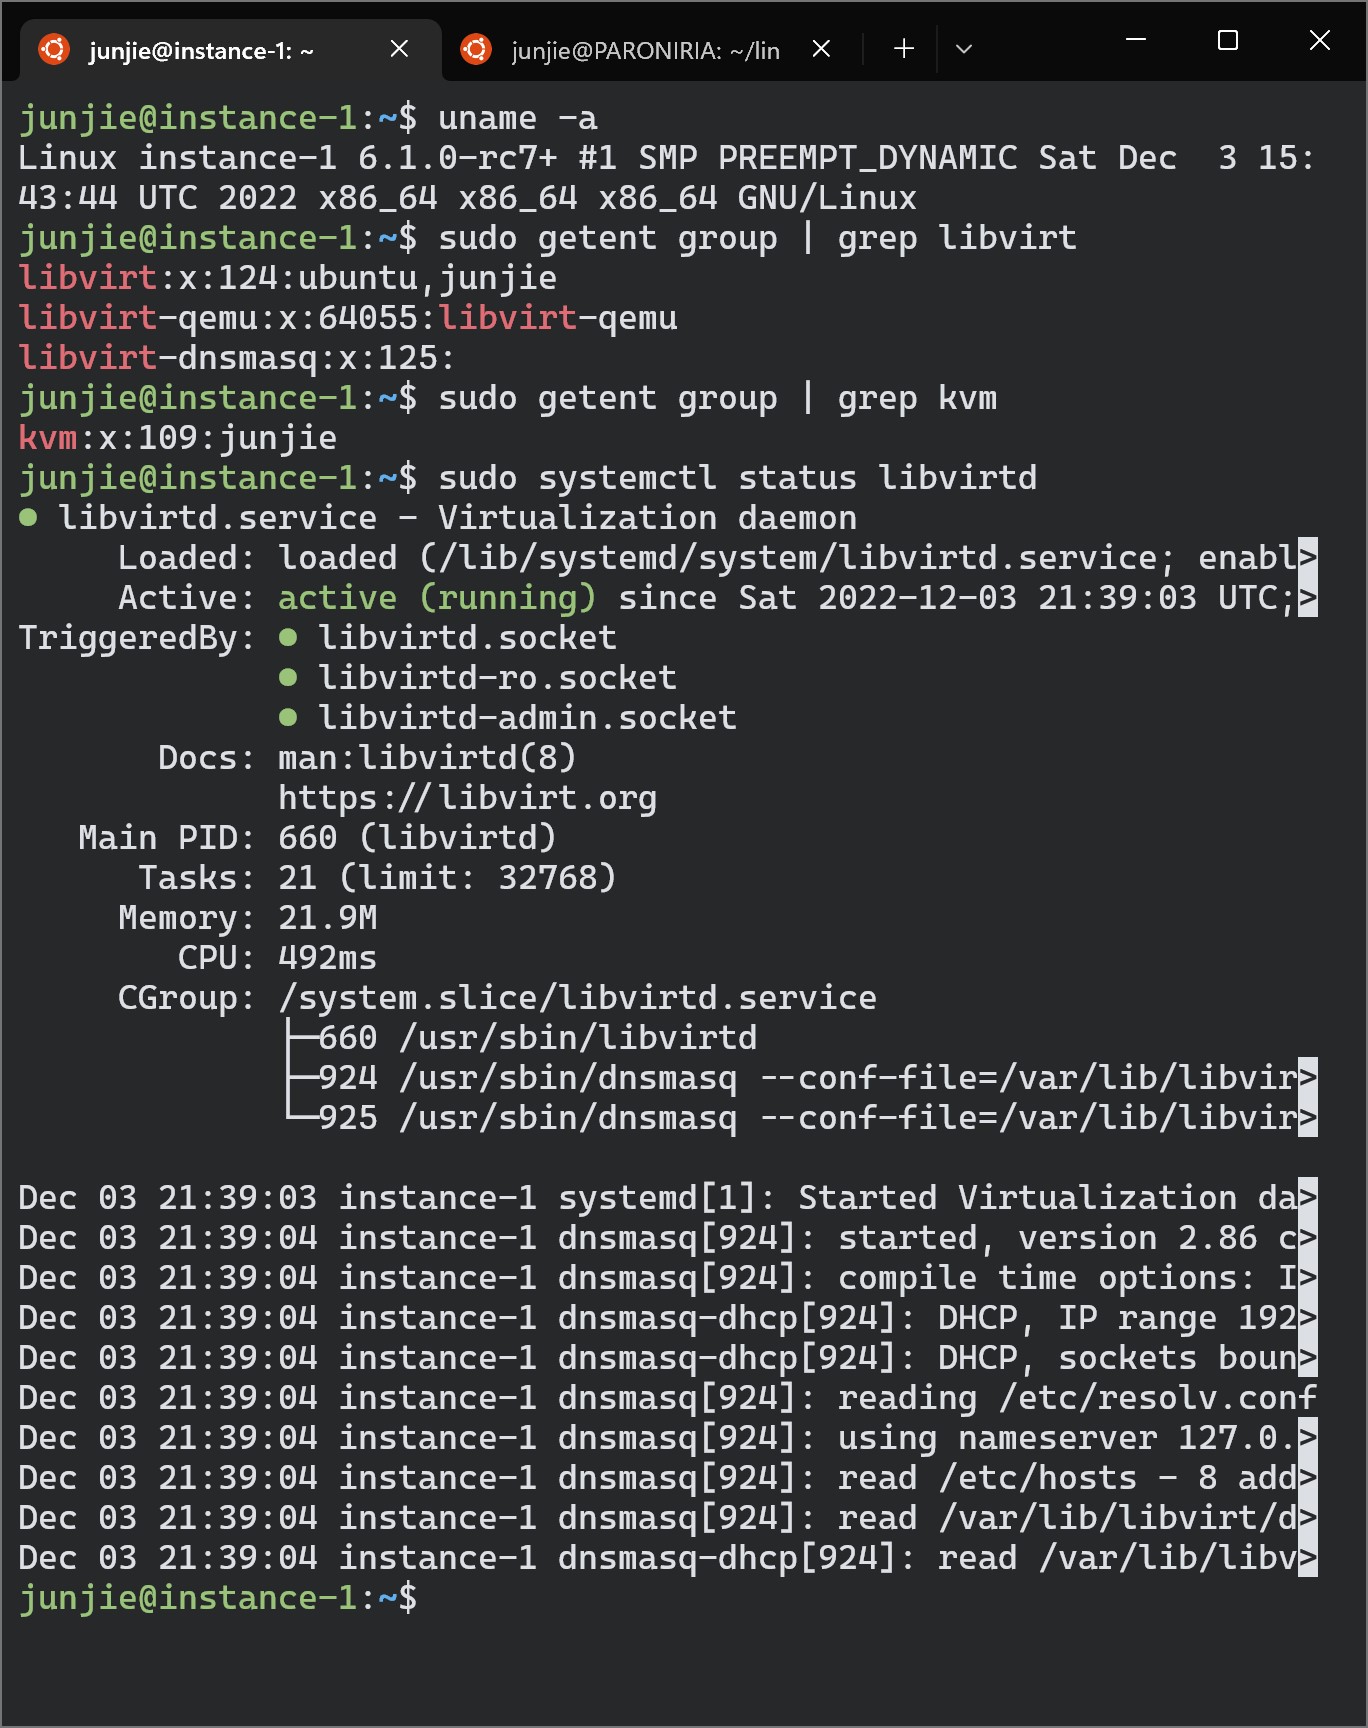 junjie@instance-1: ~
junjie@PARONIRIA: ~/lin
junjie@instance-1:~$ uname -a
Linux instance-1 6.1.0-rc7+ #1 SMP PREEMPT_DYNAMIC Sat Dec  3 15:
43:44 UTC 2022 x86_64 x86_64 x86_64 GNU/Linux
junjie@instance-1:~$ sudo getent group | grep libvirt
libvirt:x:124:ubuntu,junjie
libvirt-qemu:x:64055:libvirt-qemu
libvirt-dnsmasq:x:125:
junjie@instance-1:~$ sudo getent group | grep kvm
kvm:x:109:junjie
junjie@instance-1:~$ sudo systemctl status libvirtd
● libvirtd.service - Virtualization daemon
     Loaded: loaded (/lib/systemd/system/libvirtd.service; enabl>
     Active: active (running) since Sat 2022-12-03 21:39:03 UTC;>
TriggeredBy: ● libvirtd.socket
             ● libvirtd-ro.socket
             ● libvirtd-admin.socket
       Docs: man:libvirtd(8)
             https://libvirt.org
   Main PID: 660 (libvirtd)
      Tasks: 21 (limit: 32768)
     Memory: 21.9M
        CPU: 492ms
     CGroup: /system.slice/libvirtd.service
             ├─660 /usr/sbin/libvirtd
             ├─924 /usr/sbin/dnsmasq --conf-file=/var/lib/libvir>
             └─925 /usr/sbin/dnsmasq --conf-file=/var/lib/libvir>
Dec 03 21:39:03 instance-1 systemd[1]: Started Virtualization da>
Dec 03 21:39:04 instance-1 dnsmasq[924]: started, version 2.86 c>
Dec 03 21:39:04 instance-1 dnsmasq[924]: compile time options: I>
Dec 03 21:39:04 instance-1 dnsmasq-dhcp[924]: DHCP, IP range 192>
Dec 03 21:39:04 instance-1 dnsmasq-dhcp[924]: DHCP, sockets boun>
Dec 03 21:39:04 instance-1 dnsmasq[924]: reading /etc/resolv.conf
Dec 03 21:39:04 instance-1 dnsmasq[924]: using nameserver 127.0.>
Dec 03 21:39:04 instance-1 dnsmasq[924]: read /etc/hosts - 8 add>
Dec 03 21:39:04 instance-1 dnsmasq[924]: read /var/lib/libvirt/d>
Dec 03 21:39:04 instance-1 dnsmasq-dhcp[924]: read /var/lib/libv>
junjie@instance-1:~$